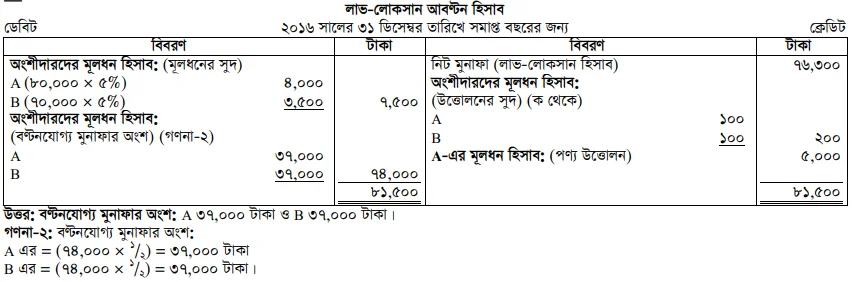 লাভ-লোকসান আবণ্টন হিসাব
ডেবিট ২০১৬ সালের ৩১ ডিসেম্বর তারিখে সমাপ্ত বছরের জন্য ক্রেডিট
বিবরণ টাকা বিবরণ টাকা
অংশীদারদের মূলধন হিসাব: (মূলধনের সুদ) নিট মুনাফা (লাভ-লোকসান হিসাব) ৭৬,৩০০
A (৮০,০০০ × ৫%) ৪,০০০ অংশীদারদের মূলধন হিসাব:
B (৭০,০০০ × ৫%) ৩,৫০০ ৭,৫০০ (উত্তোলনের সুদ) (ক থেকে)
অংশীদারদের মূলধন হিসাব: A ১০০
(বণ্টনযোগ্য মুনাফার অংশ) (গণনা-২) B ১০০ ২০০
A ৩৭,০০০ A-এর মূলধন হিসাব: (পণ্য উত্তোলন) ৫,০০০
B ৩৭,০০০ ৭৪,০০০
৮১,৫০০ ৮১,৫০০
উত্তর: বণ্টনযোগ্য মুনাফার অংশ: A ৩৭,০০০ টাকা ও B ৩৭,০০০ টাকা।
গণনা-২: বণ্টনযোগ্য মুনাফার অংশ:
A এর = (৭৪,০০০ × ১/২) = ৩৭,০০০ টাকা
B এর = (৭৪,০০০ × ১/২) = ৩৭,০০০ টাকা।